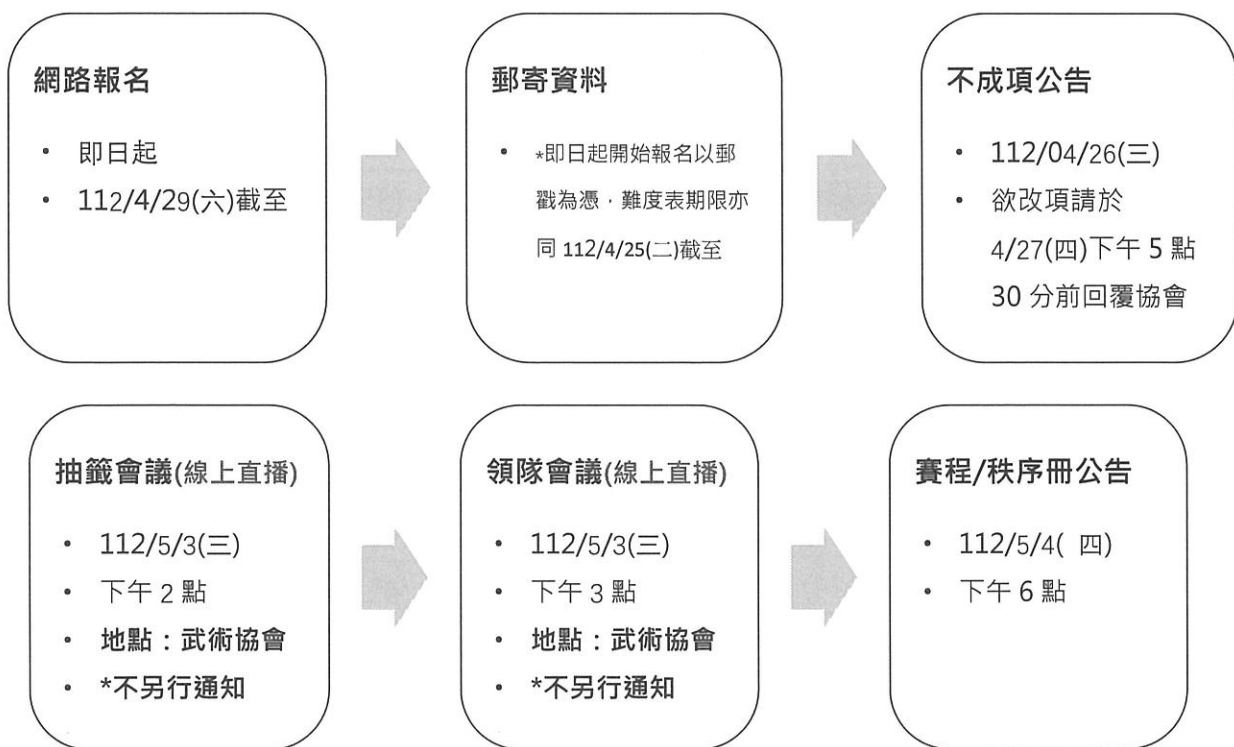 網路報名
• 即日起
• 112/4/29(六)截至
郵寄資料
• *即日起開始報名以郵
戳為憑，難度表期限亦
同 112/4/25(二)截至
不成項公告
• 112/04/26(三)
• 欲改項請於
4/27(四)下午 5 點
30 分前回覆協會
抽籤會議(線上直播)
• 112/5/3(三)
• 下午 2 點
• 地點：武術協會
• *不另行通知
領隊會議(線上直播)
• 112/5/3(三)
• 下午 3 點
• 地點：武術協會
• *不另行通知
賽程/秩序冊公告
• 112/5/4( 四)
• 下午 6 點